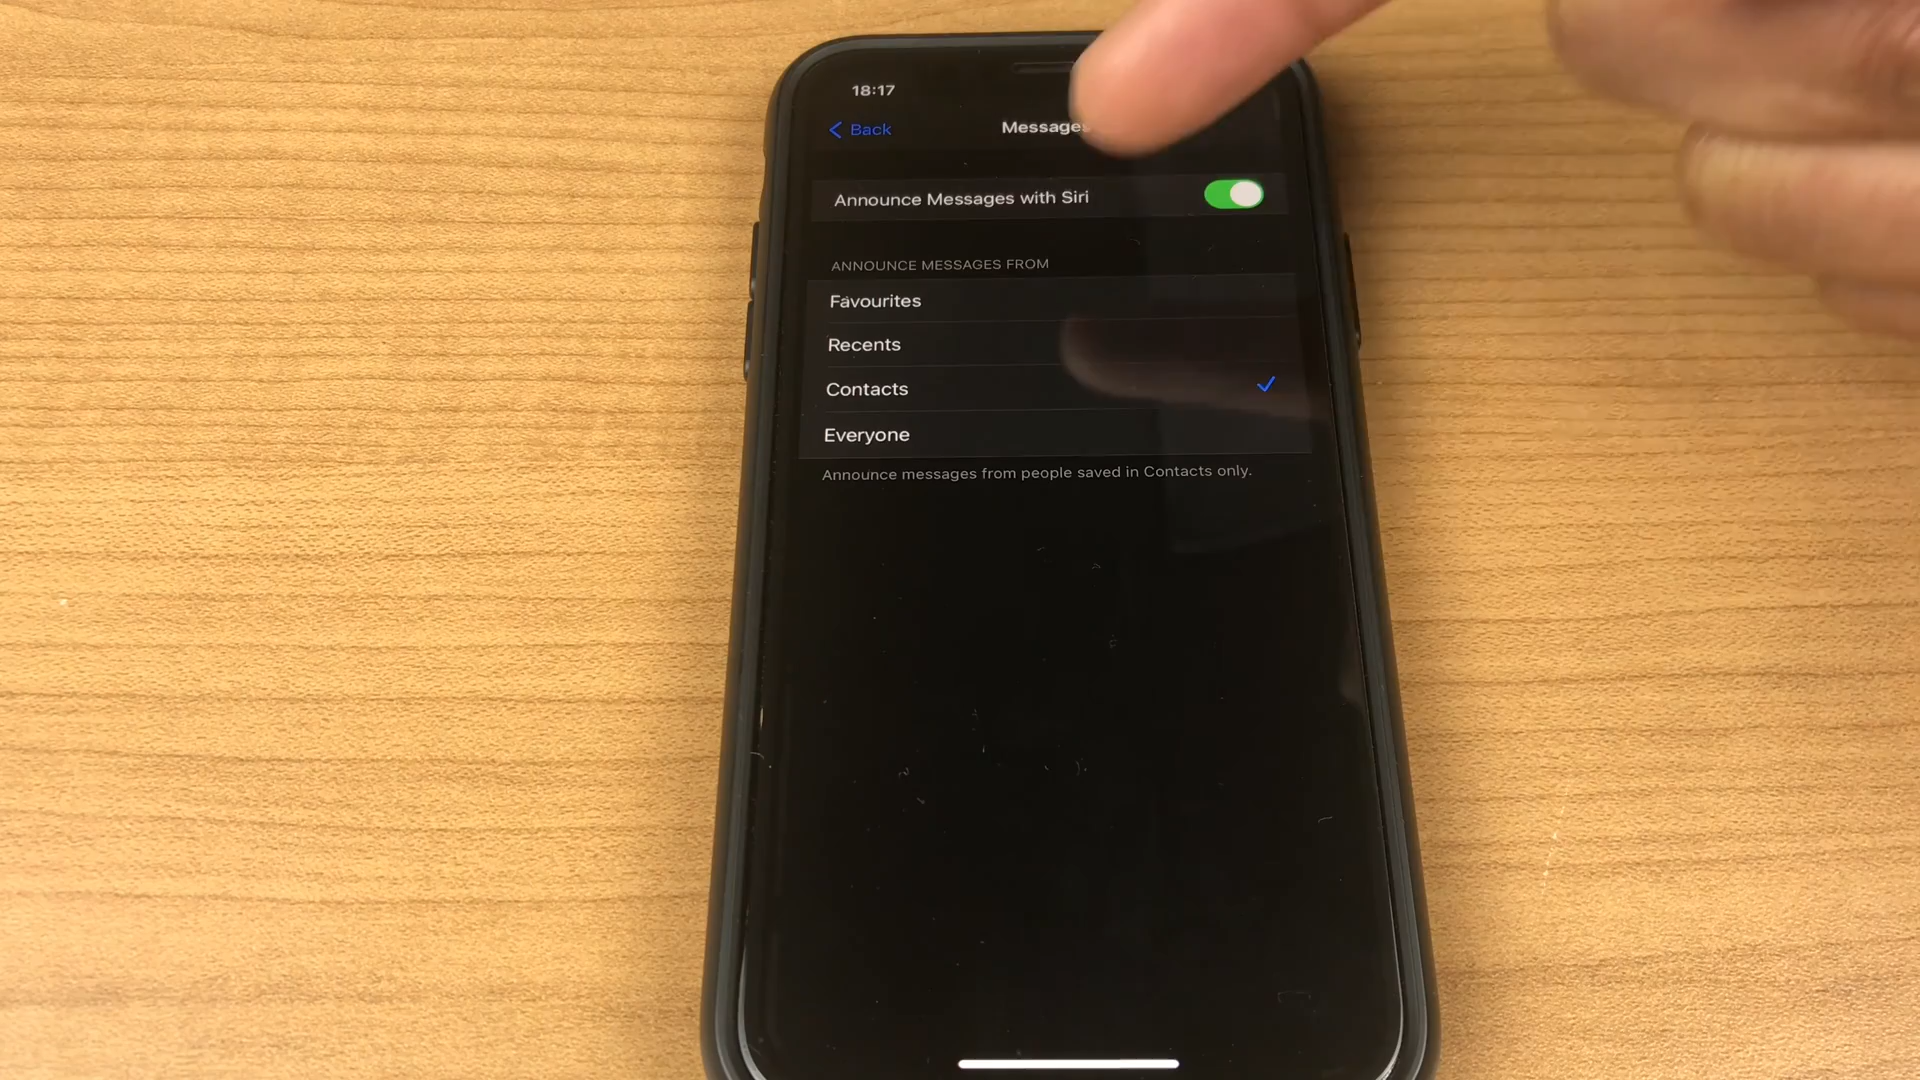 18:17
Back
Messages
Announce Messages with Siri
ANNOUNCE MESSAGES FROM
Favourites
Recents
Contacts
Everyone
Announce messages from people saved in Contacts only.